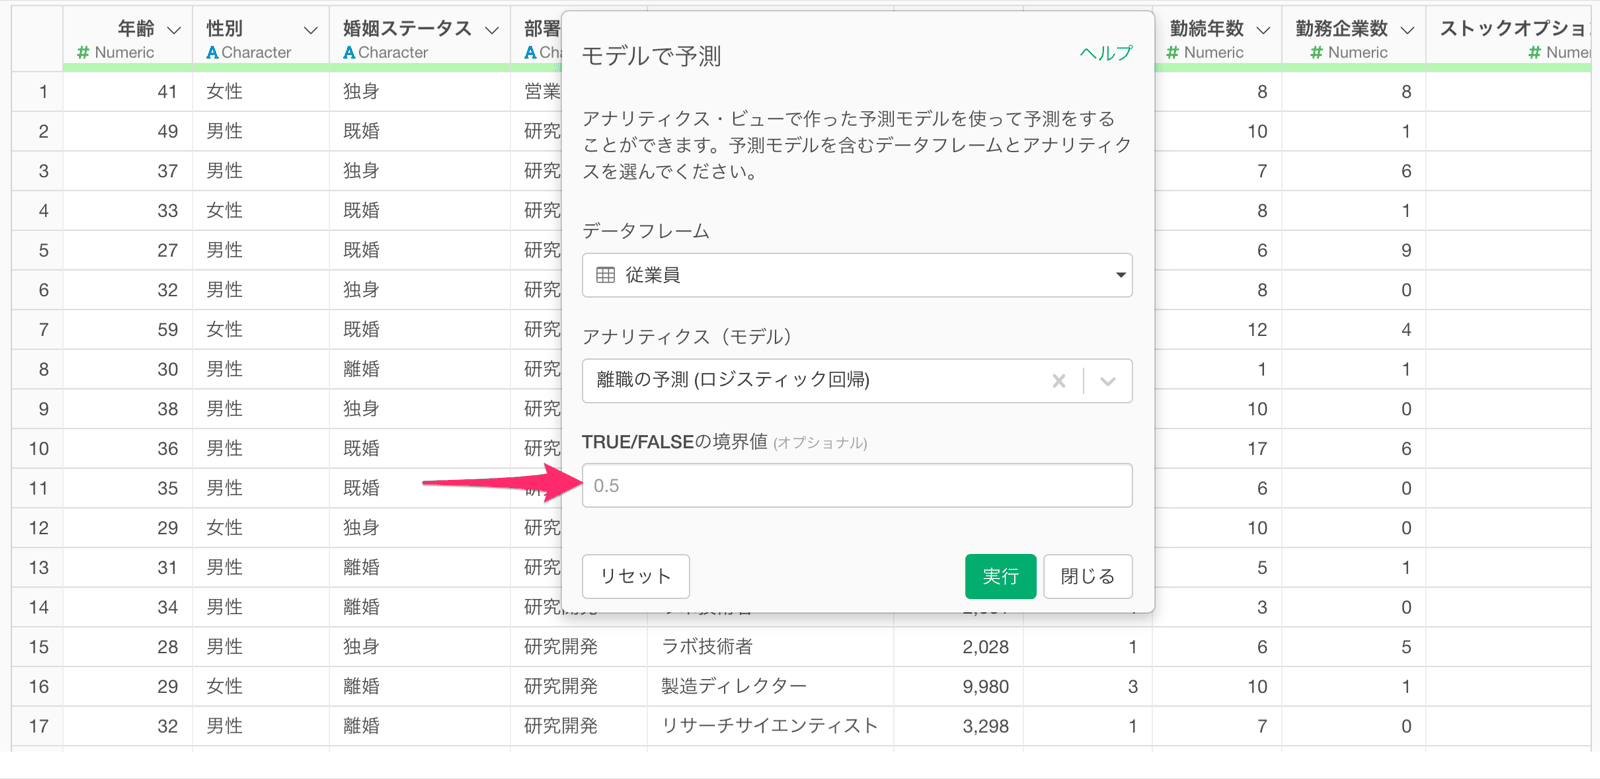 年齢 性別 婚姻ステータス 部署 勤続年数 勤務企業数 ストックオプショ
# Numeric A Character A Character A # Numeric # Numeric #
モデルで予測 ヘルプ
アナリティクス・ビューで作った予測モデルを使って予測をする
ことができます。予測モデルを含むデータフレームとアナリティク
スを選んでください。
データフレーム
従業員
アナリティクス（モデル）
離職の予測 (ロジスティック回帰)
TRUE/FALSEの境界値 (オプショナル)
0.5
リセット 実行 閉じる
1 41 女性 独身 営業 8 8
2 49 男性 既婚 研究 10 1
3 37 男性 独身 研究 7 6
4 33 女性 既婚 研究 8 1
5 27 男性 既婚 研究 6 9
6 32 男性 独身 研究 8 0
7 59 女性 既婚 研究 12 4
8 30 男性 離婚 研究 1 1
9 38 男性 独身 研究 10 0
10 36 男性 既婚 研究 17 6
11 35 男性 既婚 6 0
12 29 女性 独身 研究 10 0
13 31 男性 離婚 研究 5 1
14 34 男性 離婚 研究開発 3 0
15 28 男性 独身 研究開発 ラボ技術者 2,028 1 6 5
16 29 女性 離婚 研究開発 製造ディレクター 9,980 3 10 1
17 32 男性 離婚 研究開発 リサーチサイエンティスト 3,298 1 7 0